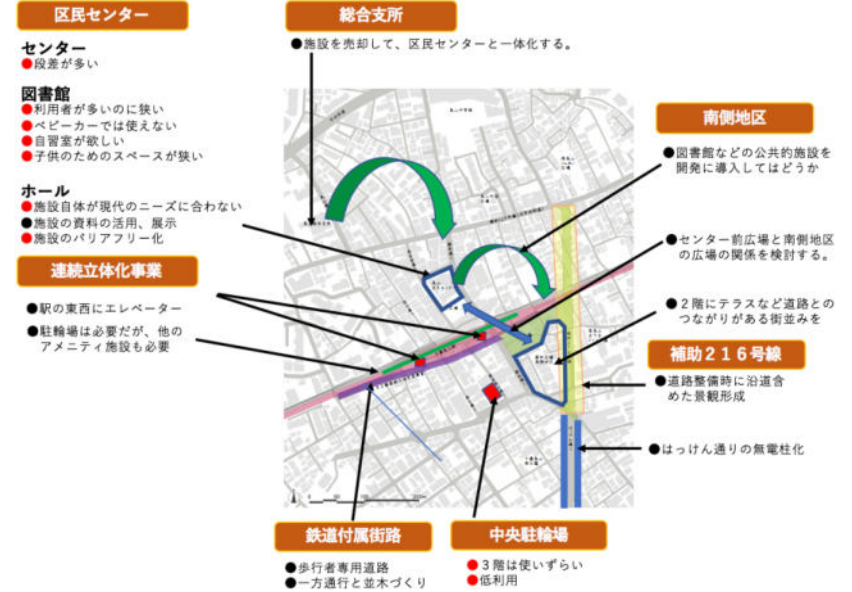 区民センター
センター
●段差が多い
図書館
●利用者が多いのに狭い
●ベビーカーでは使えない
●自習室が欲しい
●子供のためのスペースが狭い
ホール
●施設自体が現代のニーズに合わない
●施設の資料の活用、展示
●施設のバリアフリー化
連続立体化事業
●駅の東西にエレベーター
●駐輪場は必要だが、他の
アメニティ施設も必要
総合支所
●施設を売却して、区民センターと一体化する。
南側地区
●図書館などの公共的施設を
開発に導入してはどうか
●センター前広場と南側地区
の広場の関係を検討する。
●２階にテラスなど道路との
つながりがある街並みを
補助２１６号線
●道路整備時に沿道含
めた景観形成
●はっけん通りの無電柱化
鉄道付属街路
●歩行者専用道路
●一方通行と並木づくり
中央駐輪場
●３階は使いずらい
●低利用